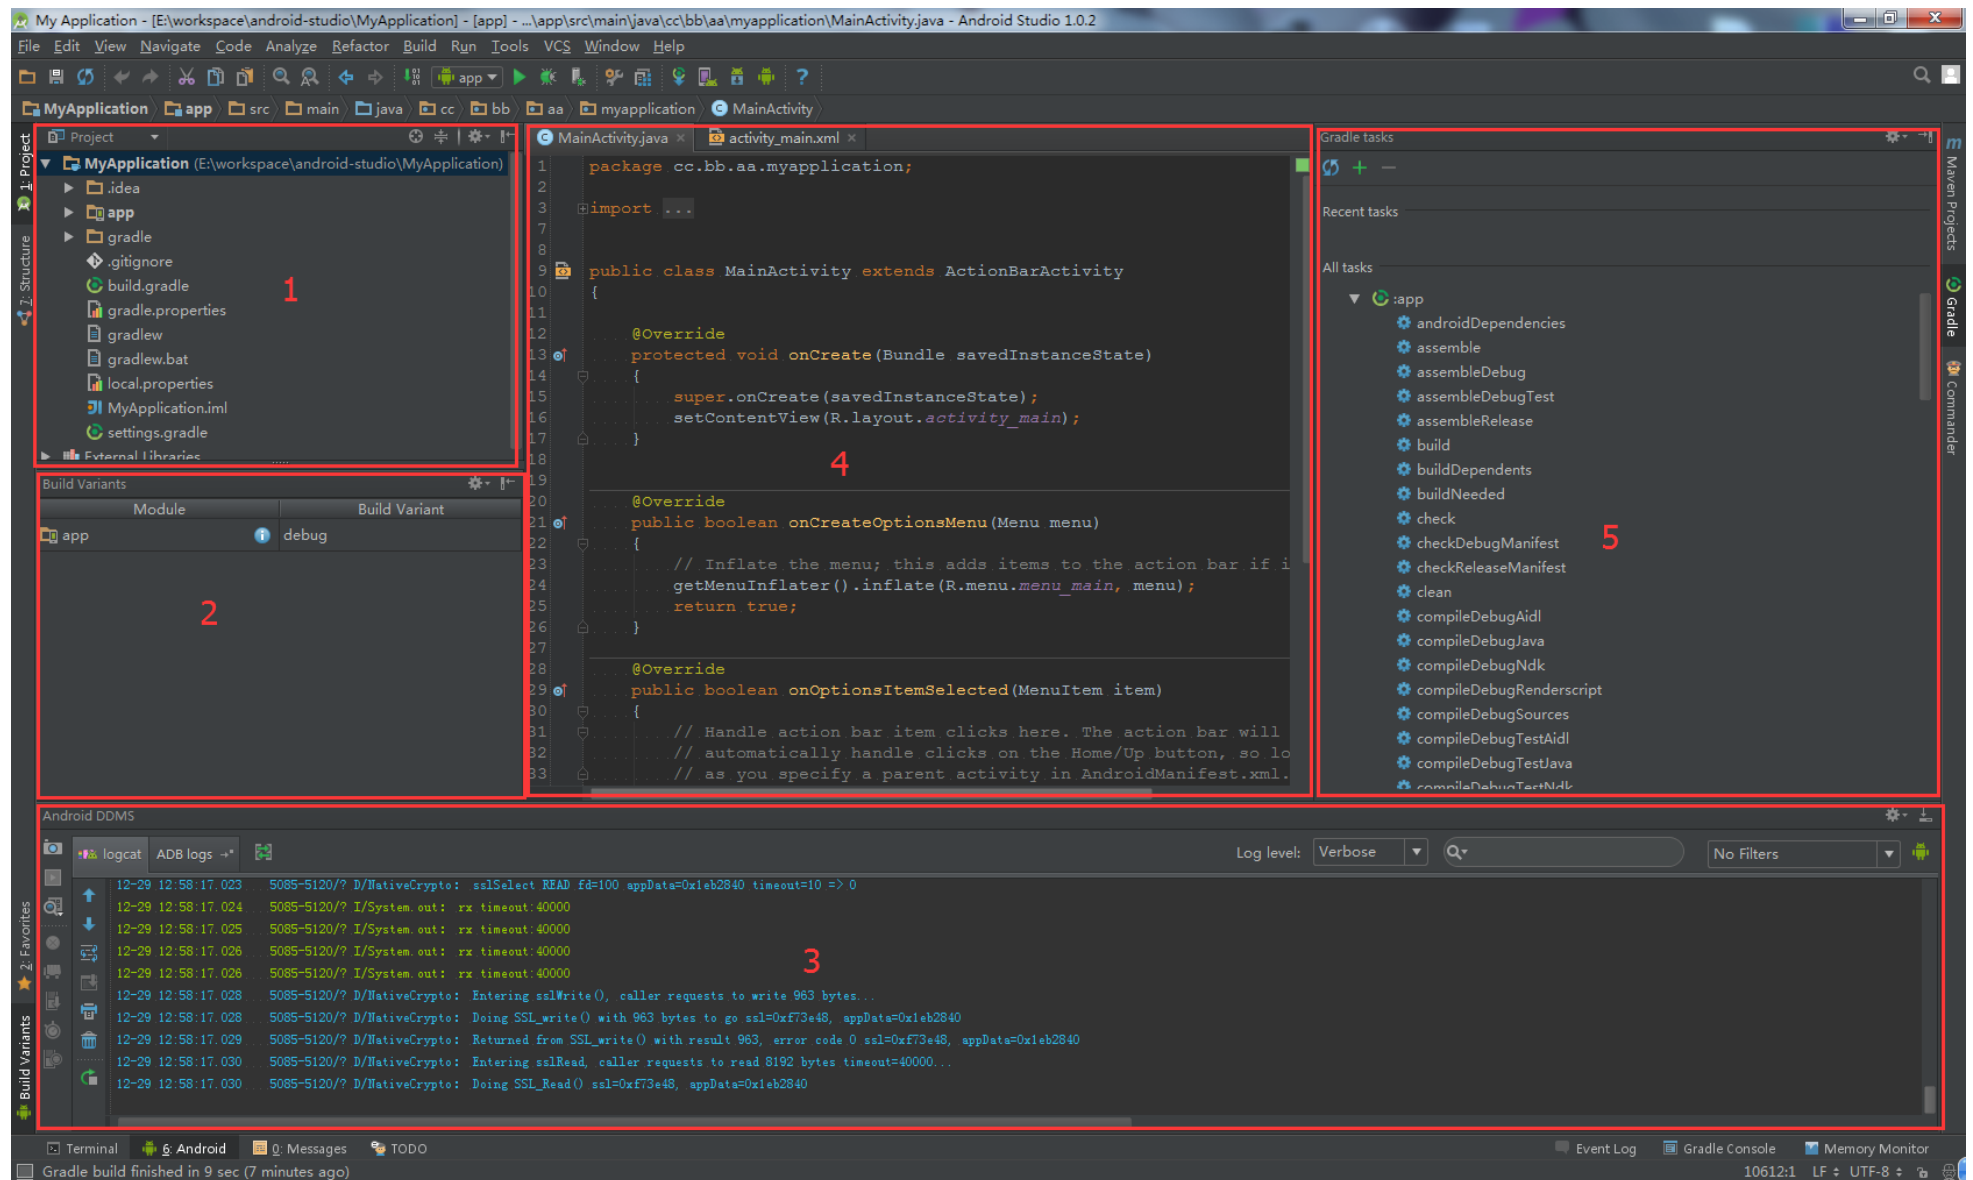 My Application - [E:\workspace\android-studio\MyApplication] - [app] - ...\app\src\main\java\cc\bb\aa\myapplication\MainActivity.java - Android Studio 1.0.2
File Edit View Navigate Code Analyze Refactor Build Run Tools VCS Window Help
app
MyApplication app src main java cc bb aa myapplication MainActivity
1: Project
7: Structure
2: Favorites
Build Variants
Project
MyApplication (E:\workspace\android-studio\MyApplication)
.idea
app
gradle
.gitignore
build.gradle
gradle.properties
gradlew
gradlew.bat
local.properties
MyApplication.iml
settings.gradle
External Libraries
1
Build Variants
Module Build Variant
app debug
2
MainActivity.java activity_main.xml
1 package cc.bb.aa.myapplication;
2
3 import ...
7
8
9 public class MainActivity extends ActionBarActivity
10 {
11
12 @Override
13 protected void onCreate(Bundle savedInstanceState)
14 {
15 super.onCreate(savedInstanceState);
16 setContentView(R.layout.activity_main);
17 }
18
19
20 @Override
21 public boolean onCreateOptionsMenu(Menu menu)
22 {
23 // Inflate the menu; this adds items to the action bar if i
24 getMenuInflater().inflate(R.menu.menu_main, menu);
25 return true;
26 }
27
28 @Override
29 public boolean onOptionsItemSelected(MenuItem item)
30 {
31 // Handle action bar item clicks here. The action bar will
32 // automatically handle clicks on the Home/Up button, so lo
33 // as you specify a parent activity in AndroidManifest.xml.
4
Gradle tasks
Recent tasks
All tasks
:app
androidDependencies
assemble
assembleDebug
assembleDebugTest
assembleRelease
build
buildDependents
buildNeeded
check
checkDebugManifest
checkReleaseManifest
clean
compileDebugAidl
compileDebugJava
compileDebugNdk
compileDebugRenderscript
compileDebugSources
compileDebugTestAidl
compileDebugTestJava
compileDebugTestNdk
5
m Maven Projects
Gradle
Commander
Android DDMS
logcat ADB logs Log level: Verbose No Filters
12-29 12:58:17.023 5085-5120/? D/NativeCrypto: sslSelect READ fd=100 appData=0x1eb2840 timeout=10 => 0
12-29 12:58:17.024 5085-5120/? I/System.out: rx timeout:40000
12-29 12:58:17.025 5085-5120/? I/System.out: rx timeout:40000
12-29 12:58:17.026 5085-5120/? I/System.out: rx timeout:40000
12-29 12:58:17.026 5085-5120/? I/System.out: rx timeout:40000
12-29 12:58:17.028 5085-5120/? D/NativeCrypto: Entering sslWrite(), caller requests to write 963 bytes...
12-29 12:58:17.028 5085-5120/? D/NativeCrypto: Doing SSL_write() with 963 bytes to go ssl=0xf73e48, appData=0x1eb2840
12-29 12:58:17.029 5085-5120/? D/NativeCrypto: Returned from SSL_write() with result 963, error code 0 ssl=0xf73e48, appData=0x1eb2840
12-29 12:58:17.030 5085-5120/? D/NativeCrypto: Entering sslRead, caller requests to read 8192 bytes timeout=40000...
12-29 12:58:17.030 5085-5120/? D/NativeCrypto: Doing SSL_Read() ssl=0xf73e48, appData=0x1eb2840
3
Terminal 6: Android 0: Messages TODO Event Log Gradle Console Memory Monitor
Gradle build finished in 9 sec (7 minutes ago) 10612:1 LF UTF-8